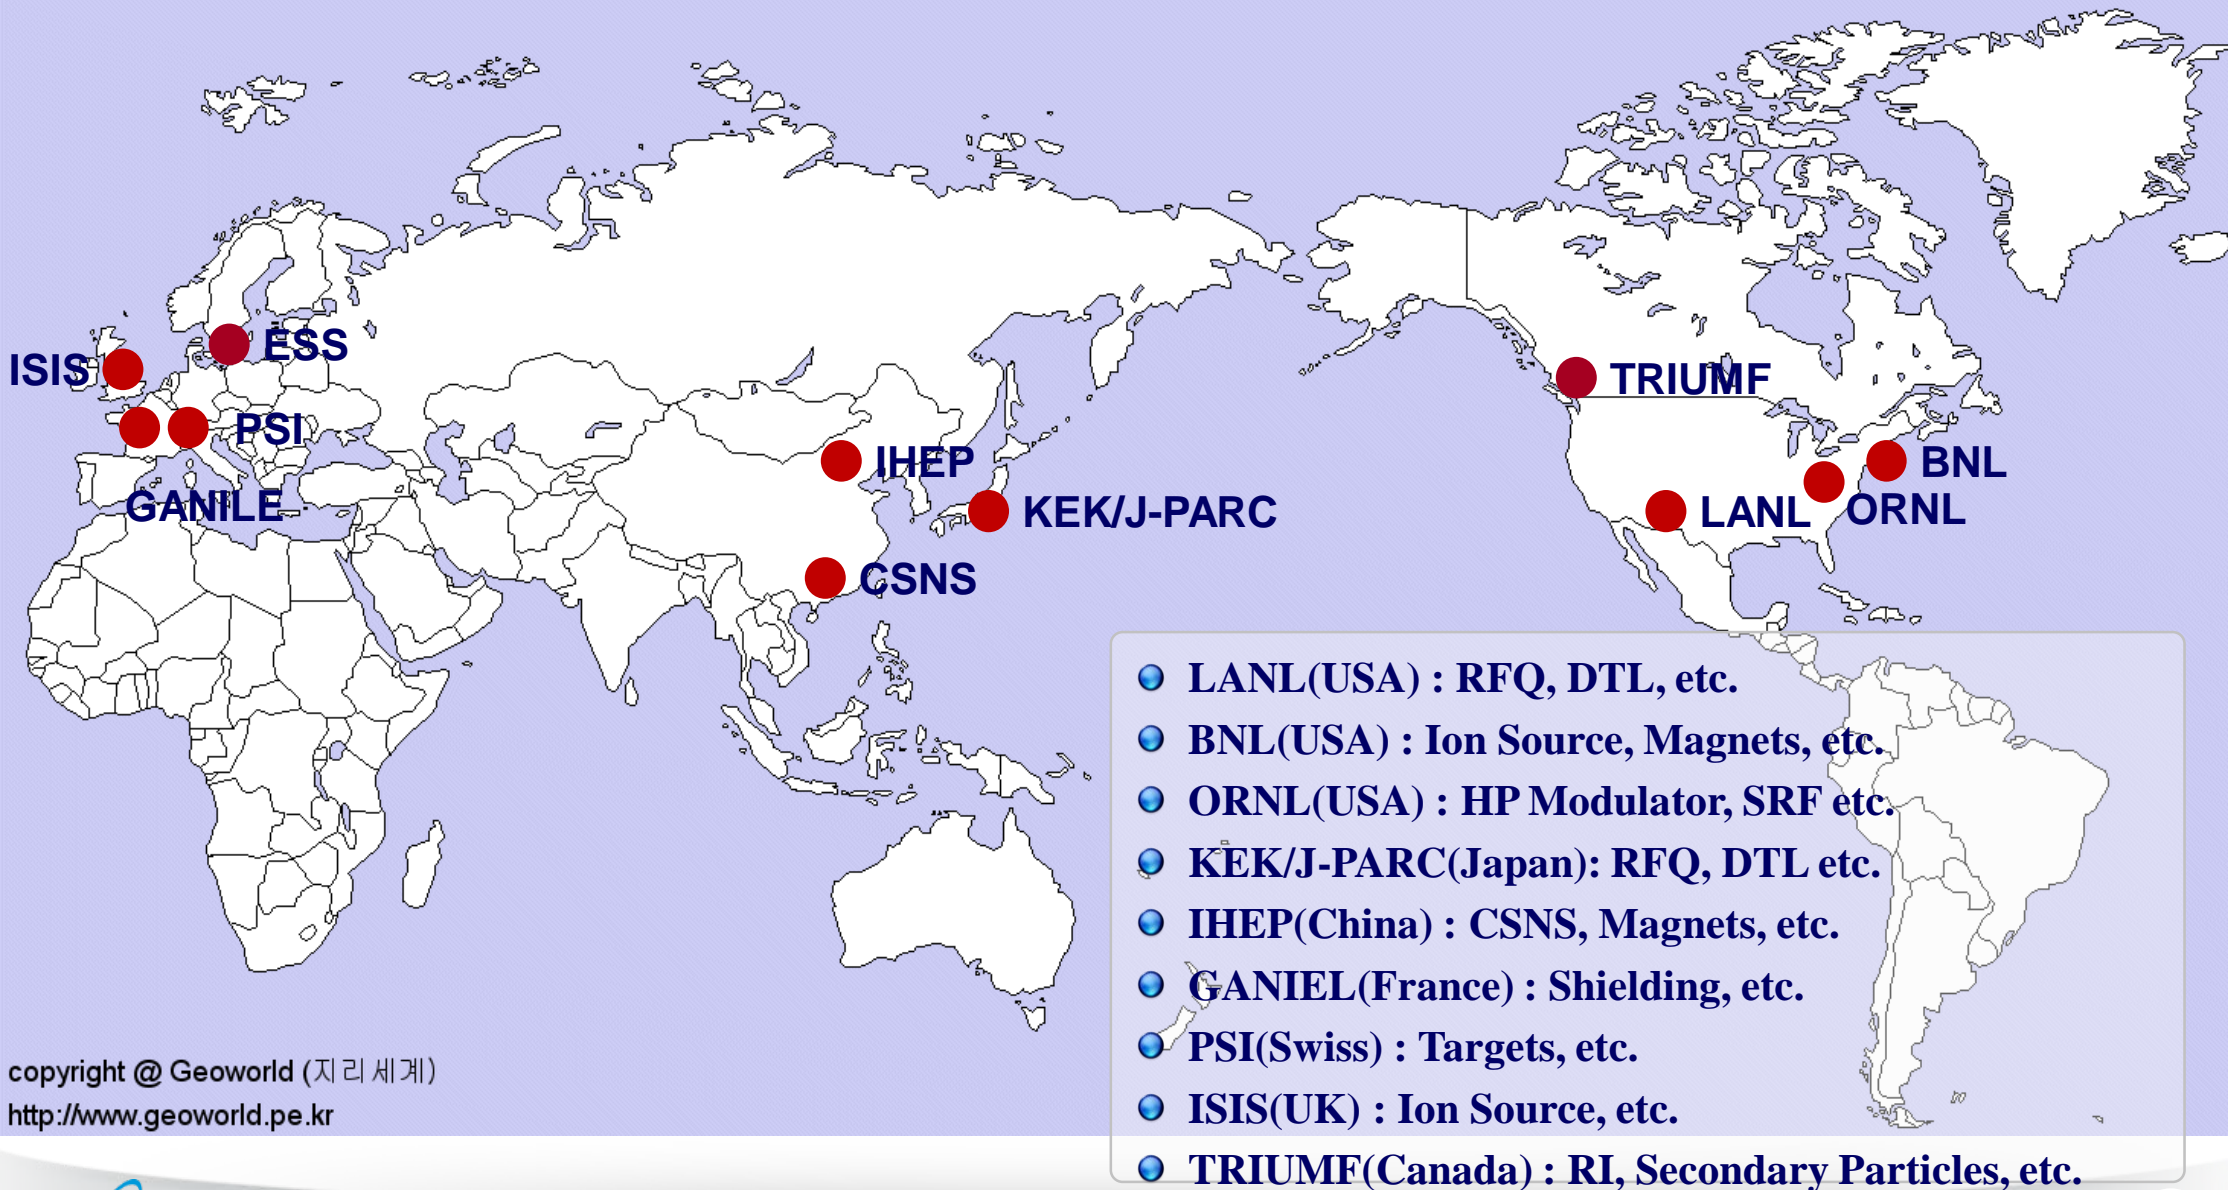 ESS
ISIS
TRIUMF
PSI
IHEP
BNL
GANILE
KEK/J-PARC
LANL
ORNL
CSNS
LANL(USA) : RFQ, DTL, etc.
BNL(USA) : Ion Source, Magnets, etc.
ORNL(USA) : HP Modulator, SRF etc.
KEK/J-PARC(Japan): RFQ, DTL etc.
IHEP(China) : CSNS, Magnets, etc.
GANIEL(France) : Shielding, etc.
PSI(Swiss) : Targets, etc.
ISIS(UK) : Ion Source, etc.
TRIUMF(Canada) : RI, Secondary Particles, etc.
copyright @ Geoworld (지리세계)
http://www.geoworld.pe.kr